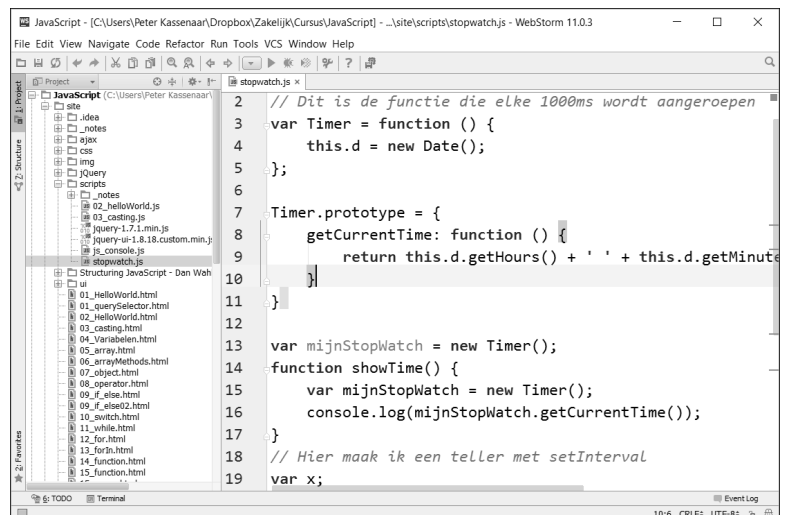 JavaScript - [C:\Users\Peter Kassenaar\Dropbox\Zakelijk\Cursus\JavaScript] - ...\site\scripts\stopwatch.js - WebStorm 11.0.3
File Edit View Navigate Code Refactor Run Tools VCS Window Help
Project
stopwatch.js
1: Project
2: Structure
2: Favorites
JavaScript (C:\Users\Peter Kassenaar\
site
.idea
_notes
ajax
css
img
jQuery
scripts
_notes
02_helloWorld.js
03_casting.js
jquery-1.7.1.min.js
jquery-ui-1.8.18.custom.min.j
js_console.js
stopwatch.js
Structuring JavaScript - Dan Wah
ui
01_HelloWorld.html
01_querySelector.html
02_HelloWorld.html
03_casting.html
04_Variabelen.html
05_array.html
06_arrayMethods.html
07_object.html
08_operator.html
09_if_else.html
09_if_else02.html
10_switch.html
11_while.html
12_for.html
13_forIn.html
14_function.html
15_function.html
2 // Dit is de functie die elke 1000ms wordt aangeroepen
3 var Timer = function () {
4 this.d = new Date();
5 };
6
7 Timer.prototype = {
8 getCurrentTime: function () {
9 return this.d.getHours() + ' ' + this.d.getMinute
10 }
11 }
12
13 var mijnStopWatch = new Timer();
14 function showTime() {
15 var mijnStopWatch = new Timer();
16 console.log(mijnStopWatch.getCurrentTime());
17 }
18 // Hier maak ik een teller met setInterval
19 var x;
6: TODO Terminal Event Log
10:6 CRLF÷ UTF-8÷